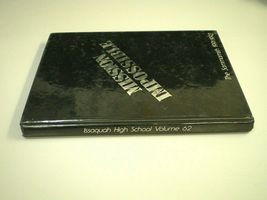 MISSION
IMPOSSIBLE
Issaquah High School Volume 62